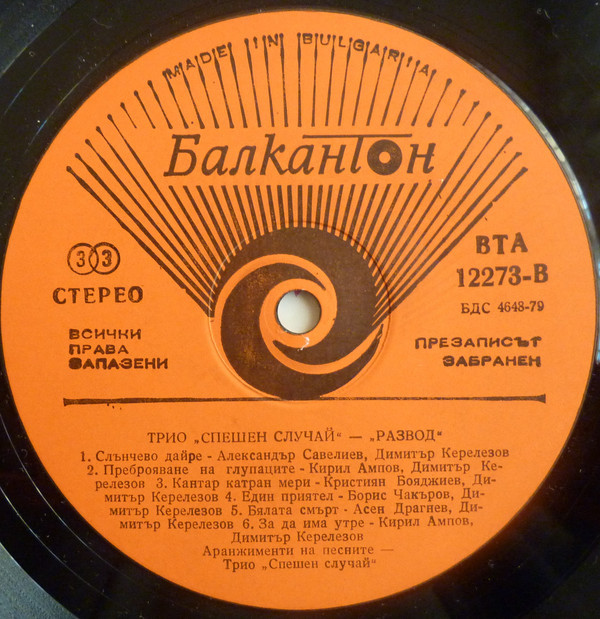 MADE IN BULGARIA
Балкантон
33
СТЕРЕО
ВТА
12273-В
БДС 4648-79
ВСИЧКИ
ПРАВА
ЗАПАЗЕНИ
ПРЕЗАПИСЪТ
ЗАБРАНЕН
ТРИО „СПЕШЕН СЛУЧАЙ“ — „РАЗВОД“
1. Слънчево дайре - Александър Савелиев, Димитър Керелезов
2. Преброяване на глупаците - Кирил Ампов, Димитър Ке-
релезов 3. Кантар катран мери - Кристиян Бояджиев, Ди-
митър Керелезов 4. Един приятел - Борис Чакъров, Ди-
митър Керелезов 5. Бялата смърт - Асен Драгнев, Ди-
митър Керелезов 6. За да има утре - Кирил Ампов,
Димитър Керелезов
Аранжименти на песните —
Трио „Спешен случай“